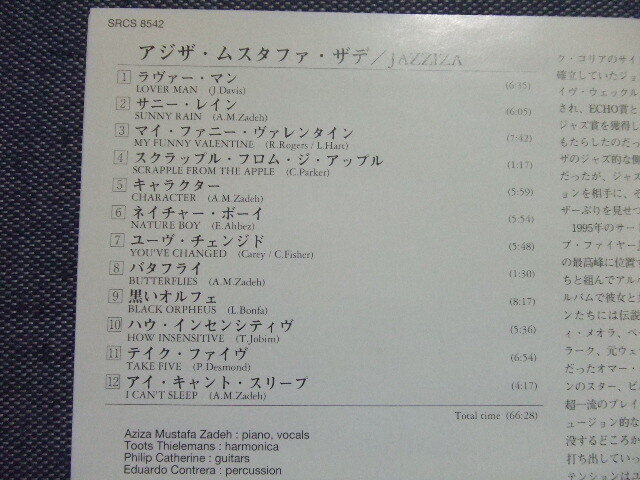 SRCS 8542
アジザ・ムスタファ・ザデ／JAZZIZA
1 ラヴァー・マン
LOVER MAN (J.Davis) (6:35)
2 サニー・レイン
SUNNY RAIN (A.M.Zadeh) (6:05)
3 マイ・ファニー・ヴァレンタイン
MY FUNNY VALENTINE (R.Rogers / L.Hart) (7:42)
4 スクラップル・フロム・ジ・アップル
SCRAPPLE FROM THE APPLE (C.Parker) (1:17)
5 キャラクター
CHARACTER (A.M.Zadeh) (5:59)
6 ネイチャー・ボーイ
NATURE BOY (E.Ahbez) (5:54)
7 ユーヴ・チェンジド
YOU'VE CHANGED (Carey / C.Fisher) (5:48)
8 バタフライ
BUTTERFLIES (A.M.Zadeh) (1:30)
9 黒いオルフェ
BLACK ORPHEUS (L.Bonfa) (8:17)
10 ハウ・インセンシティヴ
HOW INSENSITIVE (T.Jobim) (5:36)
11 テイク・ファイヴ
TAKE FIVE (P.Desmond) (6:54)
12 アイ・キャント・スリープ
I CAN'T SLEEP (A.M.Zadeh) (4:17)
Total time (66:28)
Aziza Mustafa Zadeh : piano, vocals
Toots Thielemans : harmonica
Philip Catherine : guitars
Eduardo Contrera : percussion
ク・コリアのサイ
確立していたジョ
イヴ・ウェックル
され、ECHO賞と
ジャズ賞を獲得し
もたらしたのだっ
ザのジャズ的な側
だったが、ジャズ
ョンを相手に、そ
ザーぶりを見せつ
1995年のサード
ブ・ファイヤー
の最高峰に位置す
ちと組んでアルバ
ルバムで彼女と
ンたちには伝説
ィ・メオラ、ベー
ラーク、元ウェ
だったオマー・
ンのスター、ビ
超一流のプレイ
ュージョン的な
没するどころか
打ち出していっ
テンションはユ